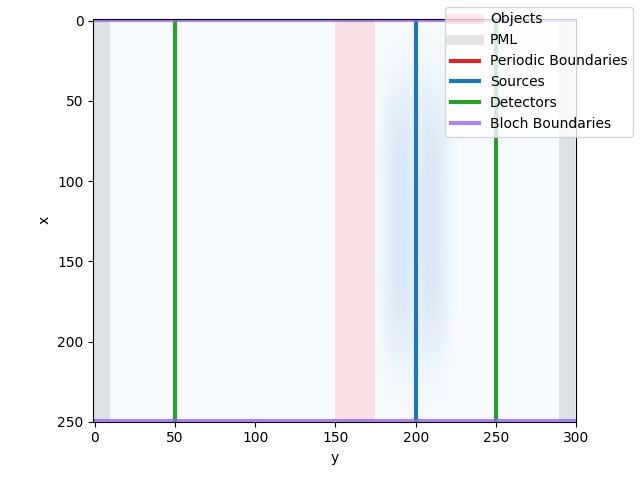 Objects
PML
Periodic Boundaries
Sources
Detectors
Bloch Boundaries
0
50
100
150
200
250
x
0 50 100 150 200 250 300
y